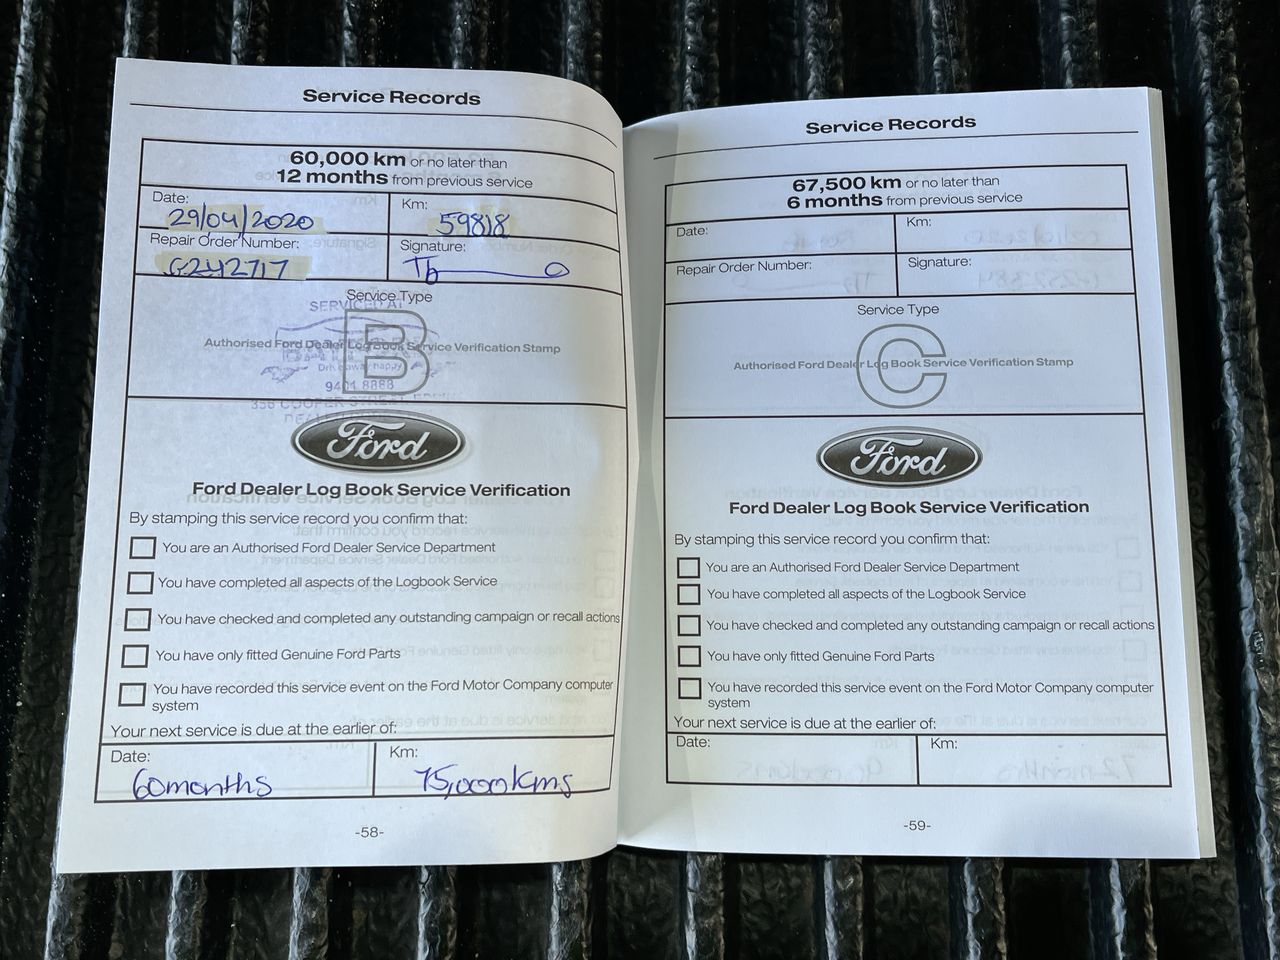 Service Records
60,000 km or no later than
12 months from previous service
Date: 29/04/2020
Km: 59818
Repair Order Number: G242717
Signature:
Service Type
SERVICED AT
B
Authorised Ford Dealer Log Book Service Verification Stamp
Drive away happy
9401 8888
356 COOPER STREET
Ford
Ford Dealer Log Book Service Verification
By stamping this service record you confirm that:
You are an Authorised Ford Dealer Service Department
You have completed all aspects of the Logbook Service
You have checked and completed any outstanding campaign or recall actions
You have only fitted Genuine Ford Parts
You have recorded this service event on the Ford Motor Company computer
system
Your next service is due at the earlier of:
Date: 60months
Km: 75,000kms
-58-
Service Records
67,500 km or no later than
6 months from previous service
Date:
Km:
Repair Order Number:
Signature:
Service Type
C
Authorised Ford Dealer Log Book Service Verification Stamp
Ford
Ford Dealer Log Book Service Verification
By stamping this service record you confirm that:
You are an Authorised Ford Dealer Service Department
You have completed all aspects of the Logbook Service
You have checked and completed any outstanding campaign or recall actions
You have only fitted Genuine Ford Parts
You have recorded this service event on the Ford Motor Company computer
system
Your next service is due at the earlier of:
Date:
Km:
-59-